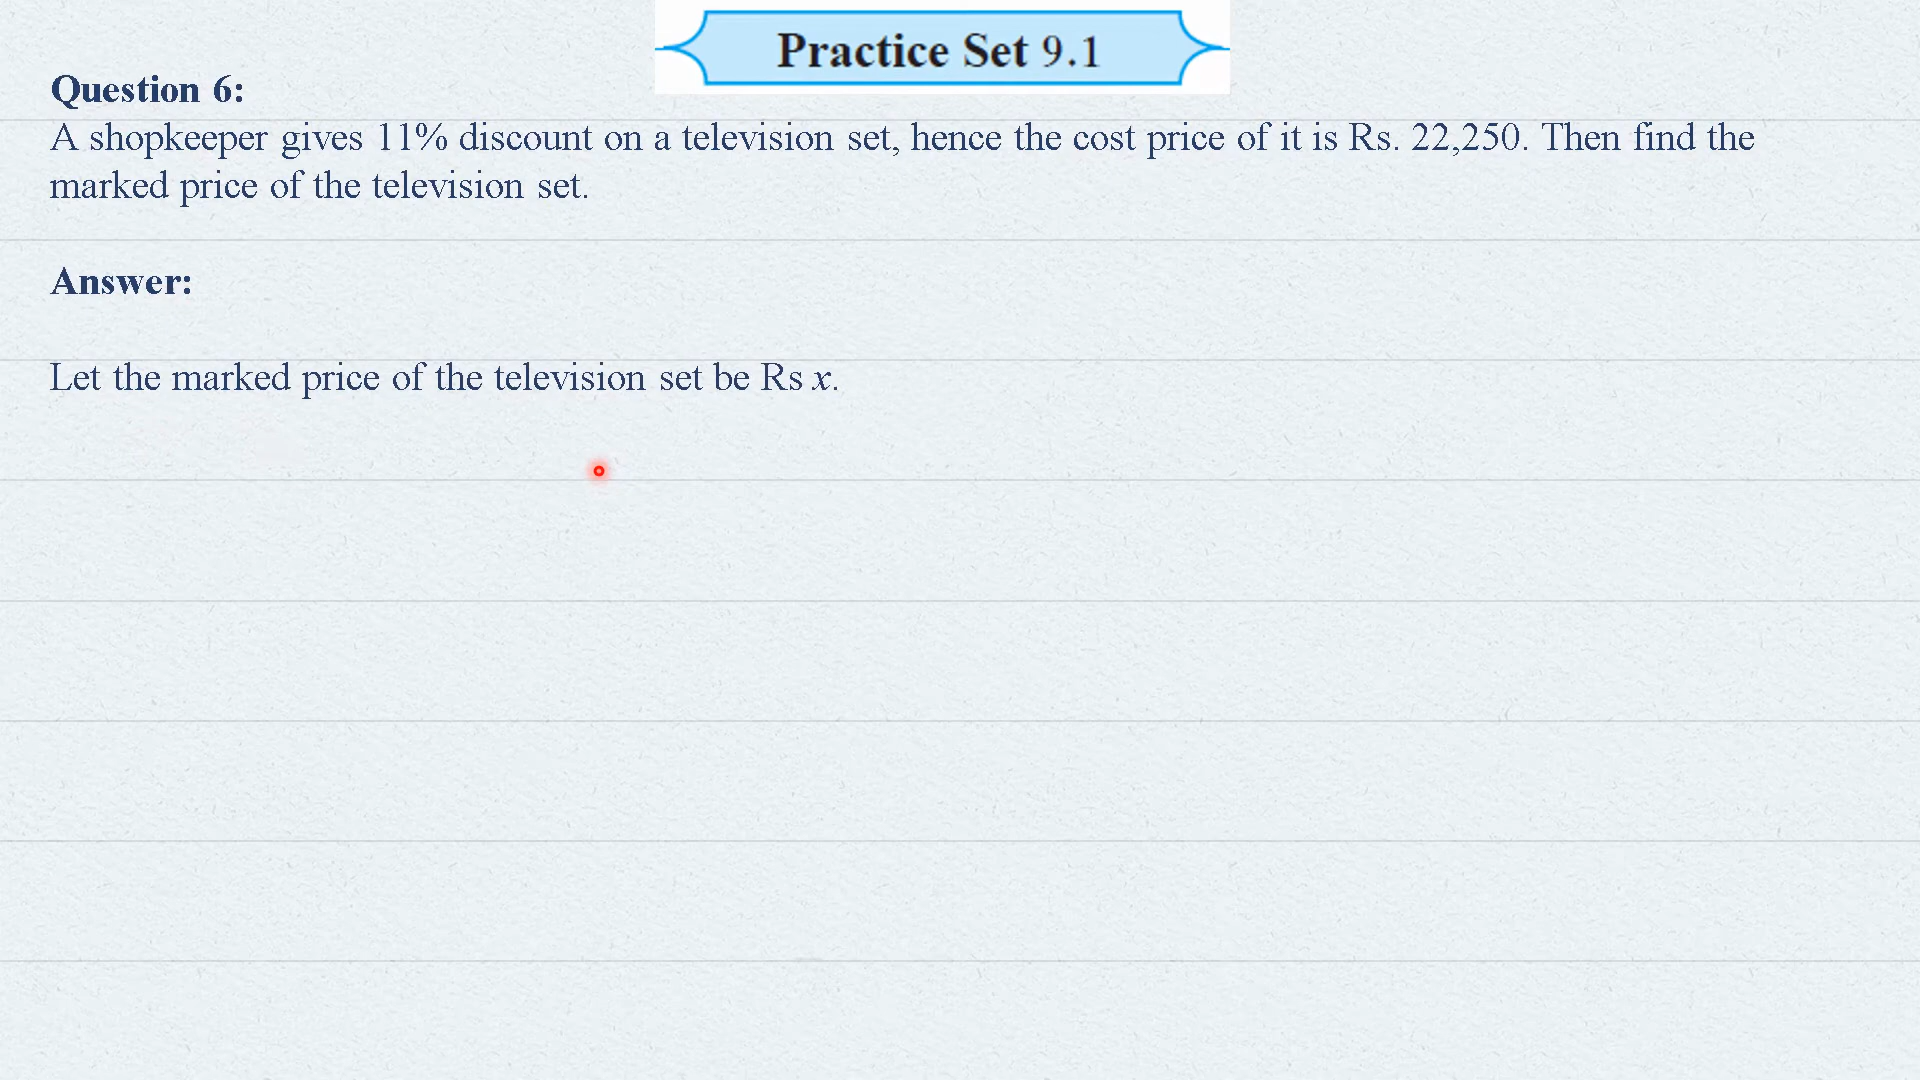 Practice Set 9.1
Question 6:
A shopkeeper gives 11% discount on a television set, hence the cost price of it is Rs. 22,250. Then find the
marked price of the television set.
Answer:
Let the marked price of the television set be Rs x.